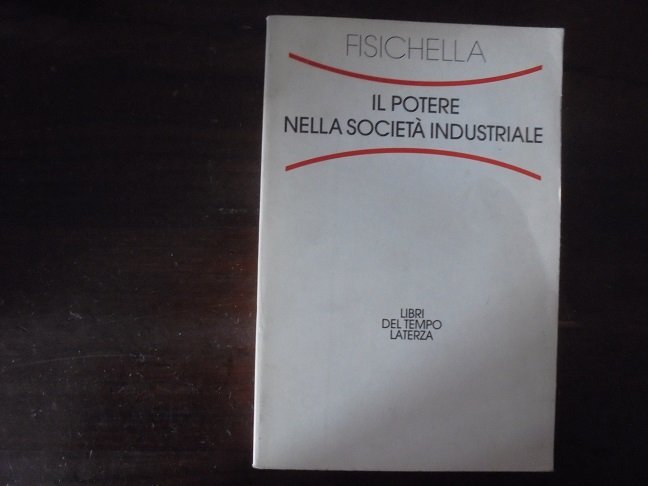 FISICHELLA
IL POTERE
NELLA SOCIETÀ INDUSTRIALE
LIBRI
DEL TEMPO
LATERZA